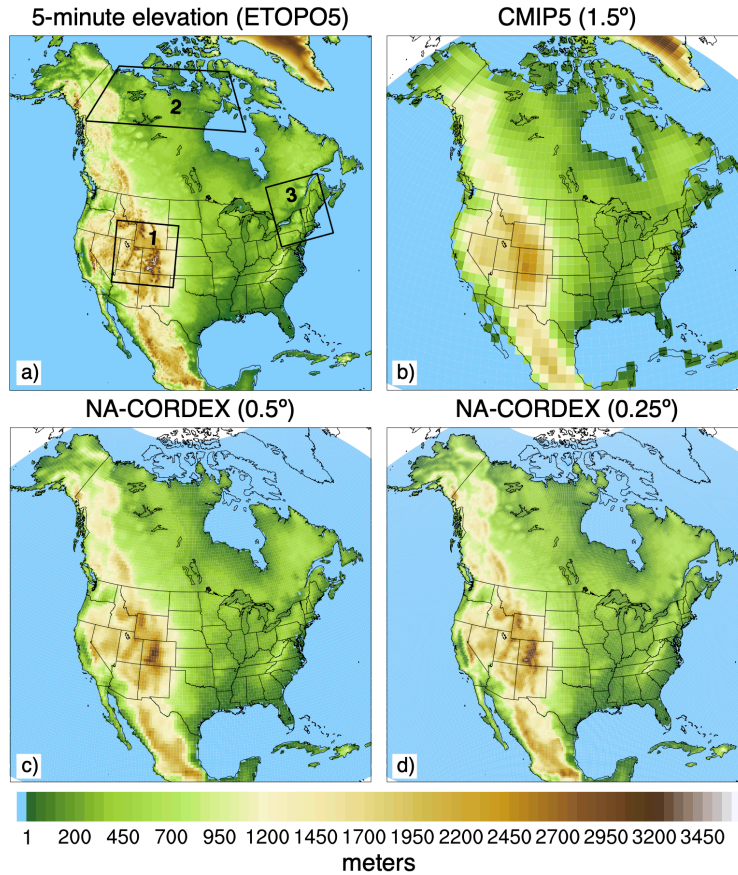 5-minute elevation (ETOPO5)
CMIP5 (1.5º)
2
3
1
a)
b)
NA-CORDEX (0.5º)
NA-CORDEX (0.25º)
c)
d)
1 200 450 700 950 1200 1450 1700 1950 2200 2450 2700 2950 3200 3450
meters